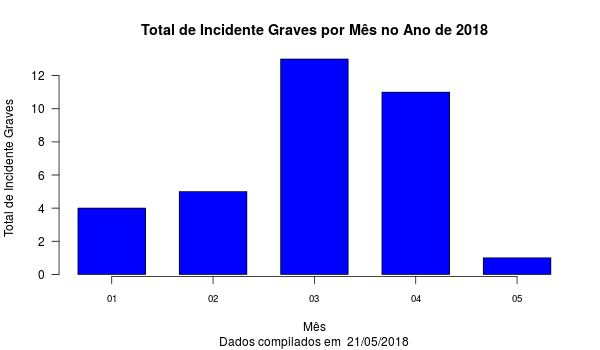 Total de Incidente Graves por Mês no Ano de 2018
Total de Incidente Graves
12
10
8
6
4
2
0
01 02 03 04 05
Mês
Dados compilados em 21/05/2018